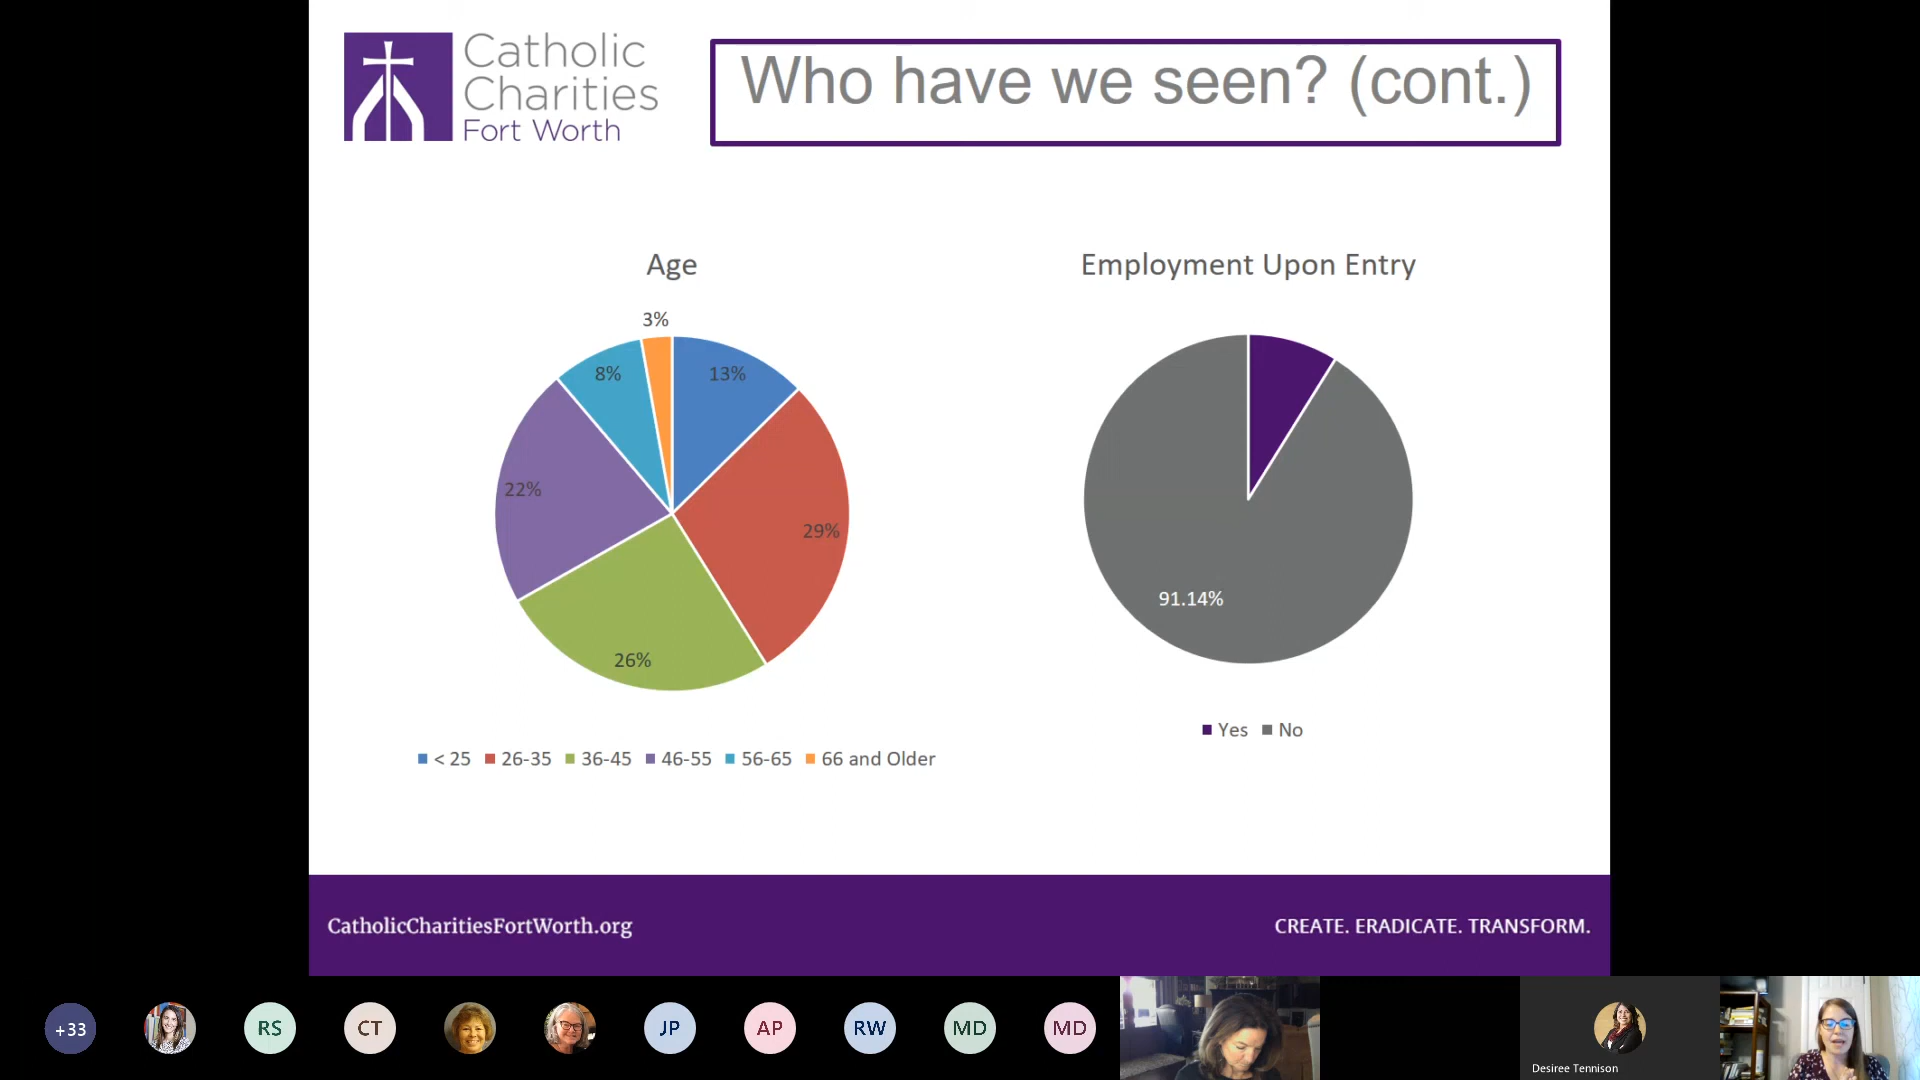 Catholic
Charities
Fort Worth
Who have we seen? (cont.)
Age
3%
13%
8%
22%
29%
26%
< 25 26-35 36-45 46-55 56-65 66 and Older
Employment Upon Entry
91.14%
Yes No
CatholicCharitiesFortWorth.org
CREATE. ERADICATE. TRANSFORM.
+33
RS
CT
JP
AP
RW
MD
MD
Desiree Tennison